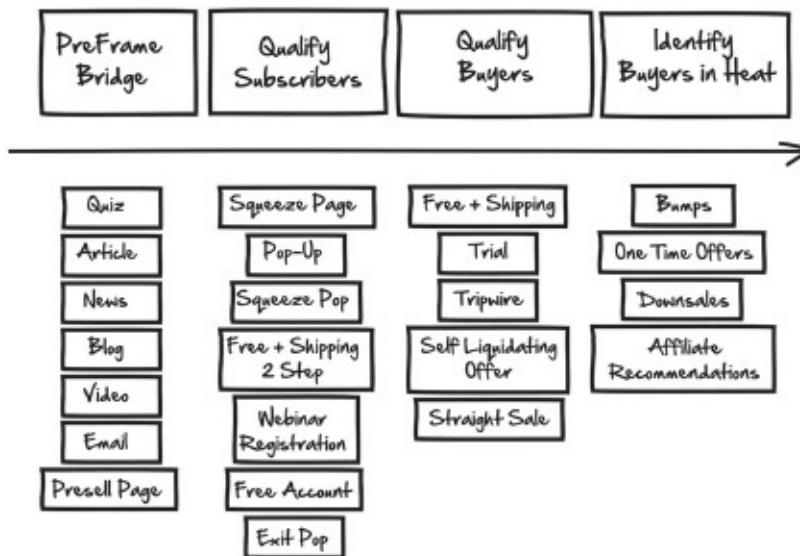 PreFrame
Bridge
Qualify
Subscribers
Qualify
Buyers
Identify
Buyers in Heat
Quiz
Article
News
Blog
Video
Email
Presell Page
Squeeze Page
Pop-Up
Squeeze Pop
Free + Shipping
2 Step
Webinar
Registration
Free Account
Exit Pop
Free + Shipping
Trial
Tripwire
Self Liquidating
Offer
Straight Sale
Bumps
One Time Offers
Downsales
Affiliate
Recommendations